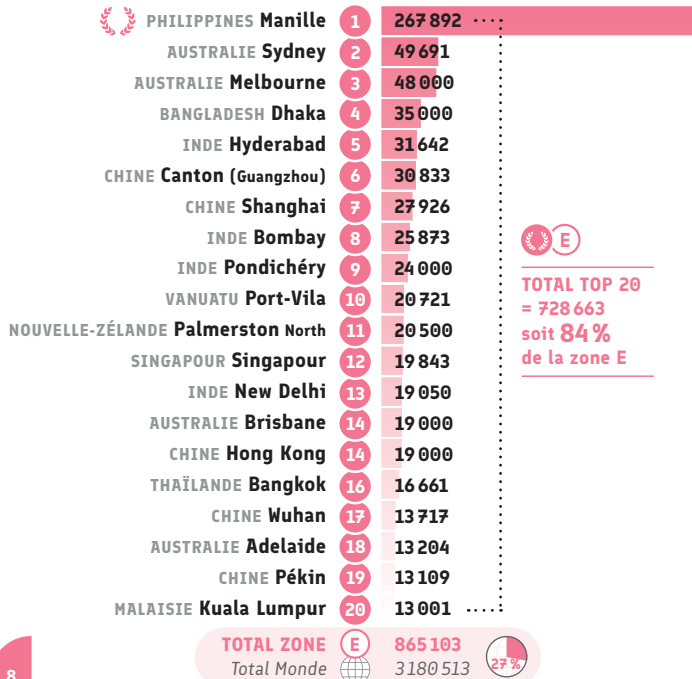 PHILIPPINES Manille 1 267 892
AUSTRALIE Sydney 2 49 691
AUSTRALIE Melbourne 3 48 000
BANGLADESH Dhaka 4 35 000
INDE Hyderabad 5 31 642
CHINE Canton (Guangzhou) 6 30 833
CHINE Shanghai 7 27 926
INDE Bombay 8 25 873
INDE Pondichéry 9 24 000
VANUATU Port-Vila 10 20 721
NOUVELLE-ZÉLANDE Palmerston North 11 20 500
SINGAPOUR Singapour 12 19 843
INDE New Delhi 13 19 050
AUSTRALIE Brisbane 14 19 000
CHINE Hong Kong 14 19 000
THAÏLANDE Bangkok 16 16 661
CHINE Wuhan 17 13 717
AUSTRALIE Adelaide 18 13 204
CHINE Pékin 19 13 109
MALAISIE Kuala Lumpur 20 13 001
E
TOTAL TOP 20
= 728 663
soit 84 %
de la zone E
TOTAL ZONE E 865 103
Total Monde 3 180 513
27 %
8